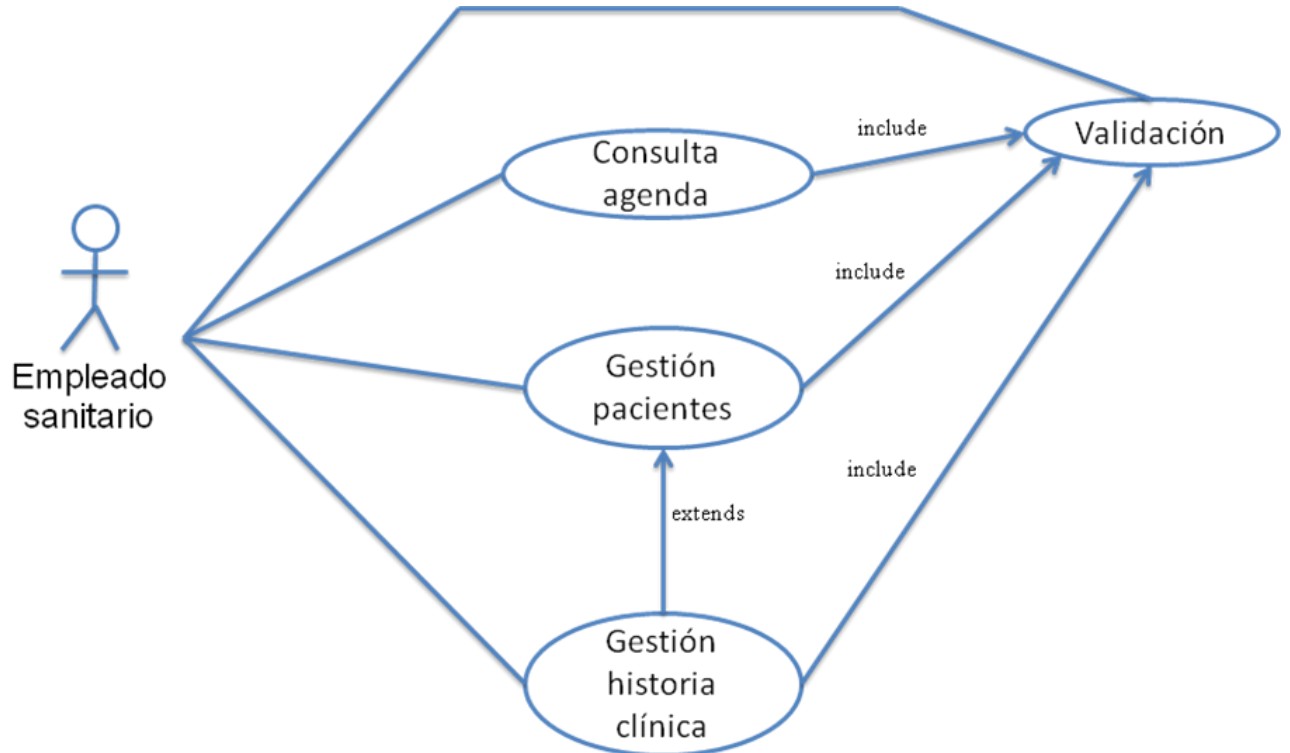 Validación
include
Consulta
agenda
include
Empleado
sanitario
Gestión
pacientes
include
extends
Gestión
historia
clínica